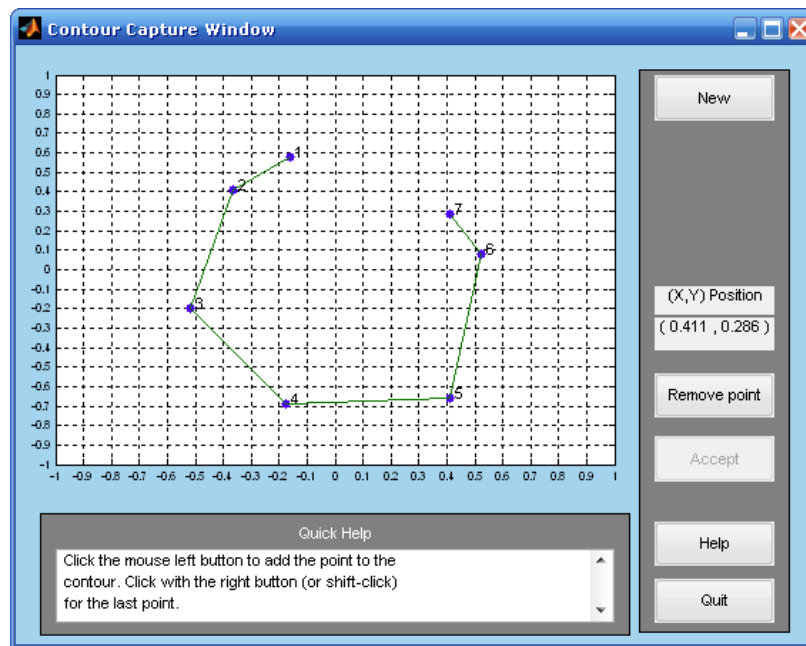 Contour Capture Window
1
0.9
0.8
0.7
0.6
0.5
0.4
0.3
0.2
0.1
0
-0.1
-0.2
-0.3
-0.4
-0.5
-0.6
-0.7
-0.8
-0.9
-1
-1 -0.9 -0.8 -0.7 -0.6 -0.5 -0.4 -0.3 -0.2 -0.1 0 0.1 0.2 0.3 0.4 0.5 0.6 0.7 0.8 0.9 1
1
2
3
4
5
6
7
New
(X,Y) Position
( 0.411 , 0.286 )
Remove point
Accept
Help
Quit
Quick Help
Click the mouse left button to add the point to the
contour. Click with the right button (or shift-click)
for the last point.